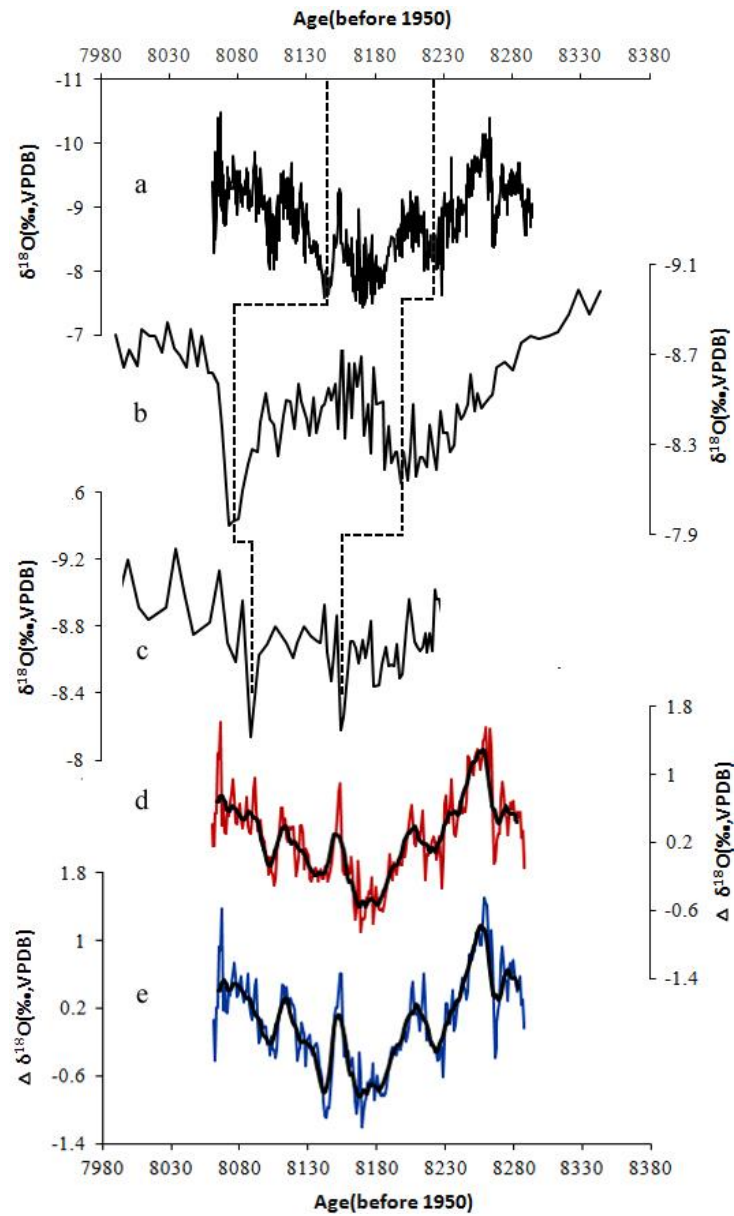 Age(before 1950)
7980 8030 8080 8130 8180 8230 8280 8330 8380
-11
-10
-9
-8
-7
δ18O(‰,VPDB)
a
-9.1
-8.7
-8.3
-7.9
δ18O(‰,VPDB)
b
.6
-9.2
-8.8
-8.4
-8
δ18O(‰,VPDB)
c
1.8
1
0.2
-0.6
-1.4
Δ δ18O(‰,VPDB)
d
1.8
1
0.2
-0.6
-1.4
Δ δ18O(‰,VPDB)
e
7980 8030 8080 8130 8180 8230 8280 8330 8380
Age(before 1950)